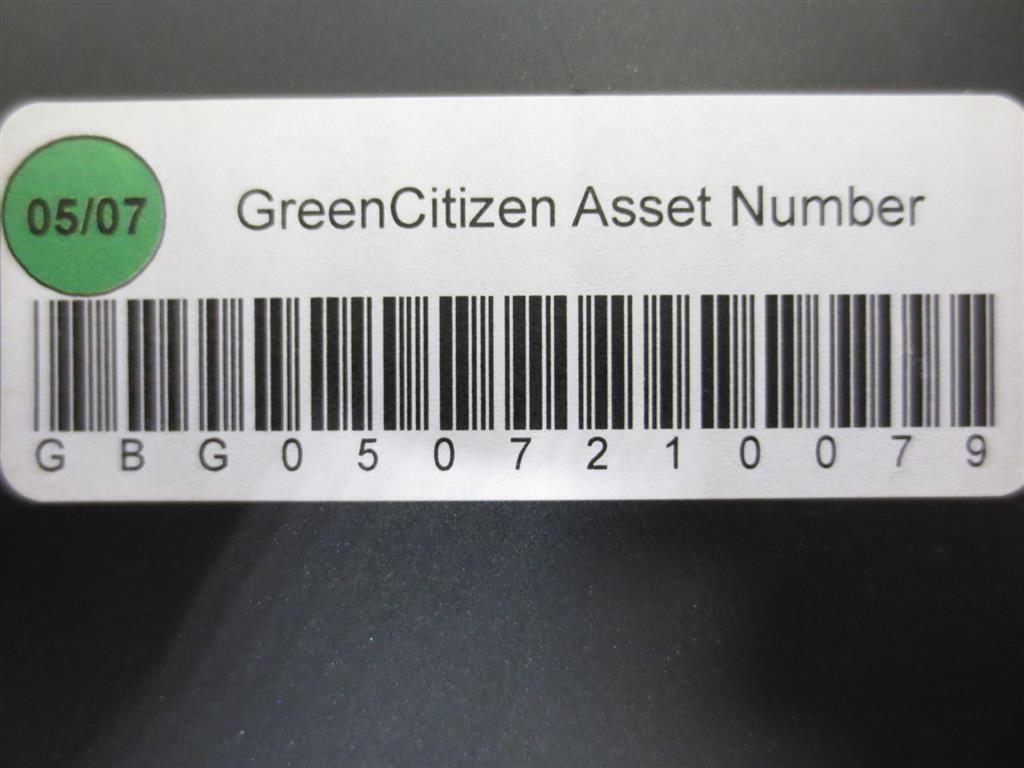 05/07
GreenCitizen Asset Number
G B G 0 5 0 7 2 1 0 0 7 9